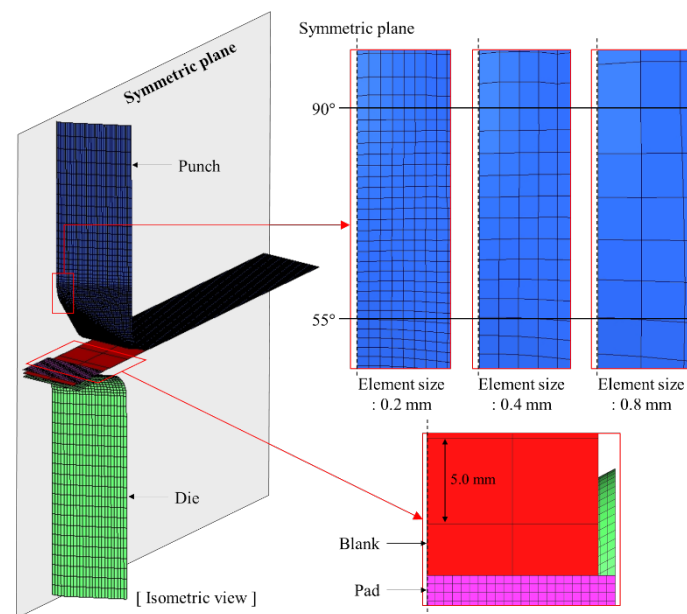 Symmetric plane
Symmetric plane
Punch
90°
55°
Element size
: 0.2 mm
Element size
: 0.4 mm
Element size
: 0.8 mm
5.0 mm
Die
Blank
Pad
[ Isometric view ]